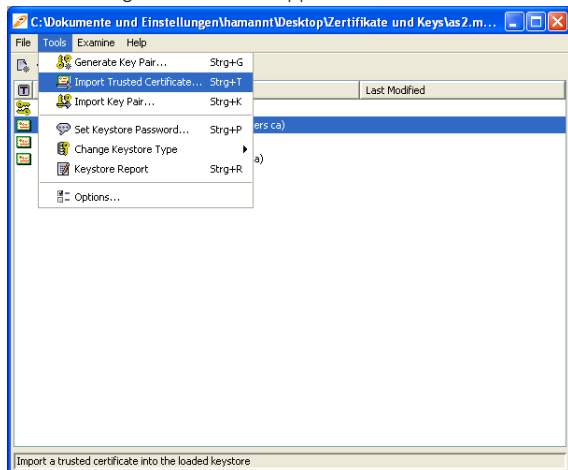 C:\Dokumente und Einstellungen\hamannt\Desktop\Zertifikate und Keys\as2.m...
File Tools Examine Help
Generate Key Pair... Strg+G
Import Trusted Certificate... Strg+T
Import Key Pair... Strg+K
Set Keystore Password... Strg+P
Change Keystore Type
Keystore Report Strg+R
Options...
T
Last Modified
ers ca)
a)
Import a trusted certificate into the loaded keystore